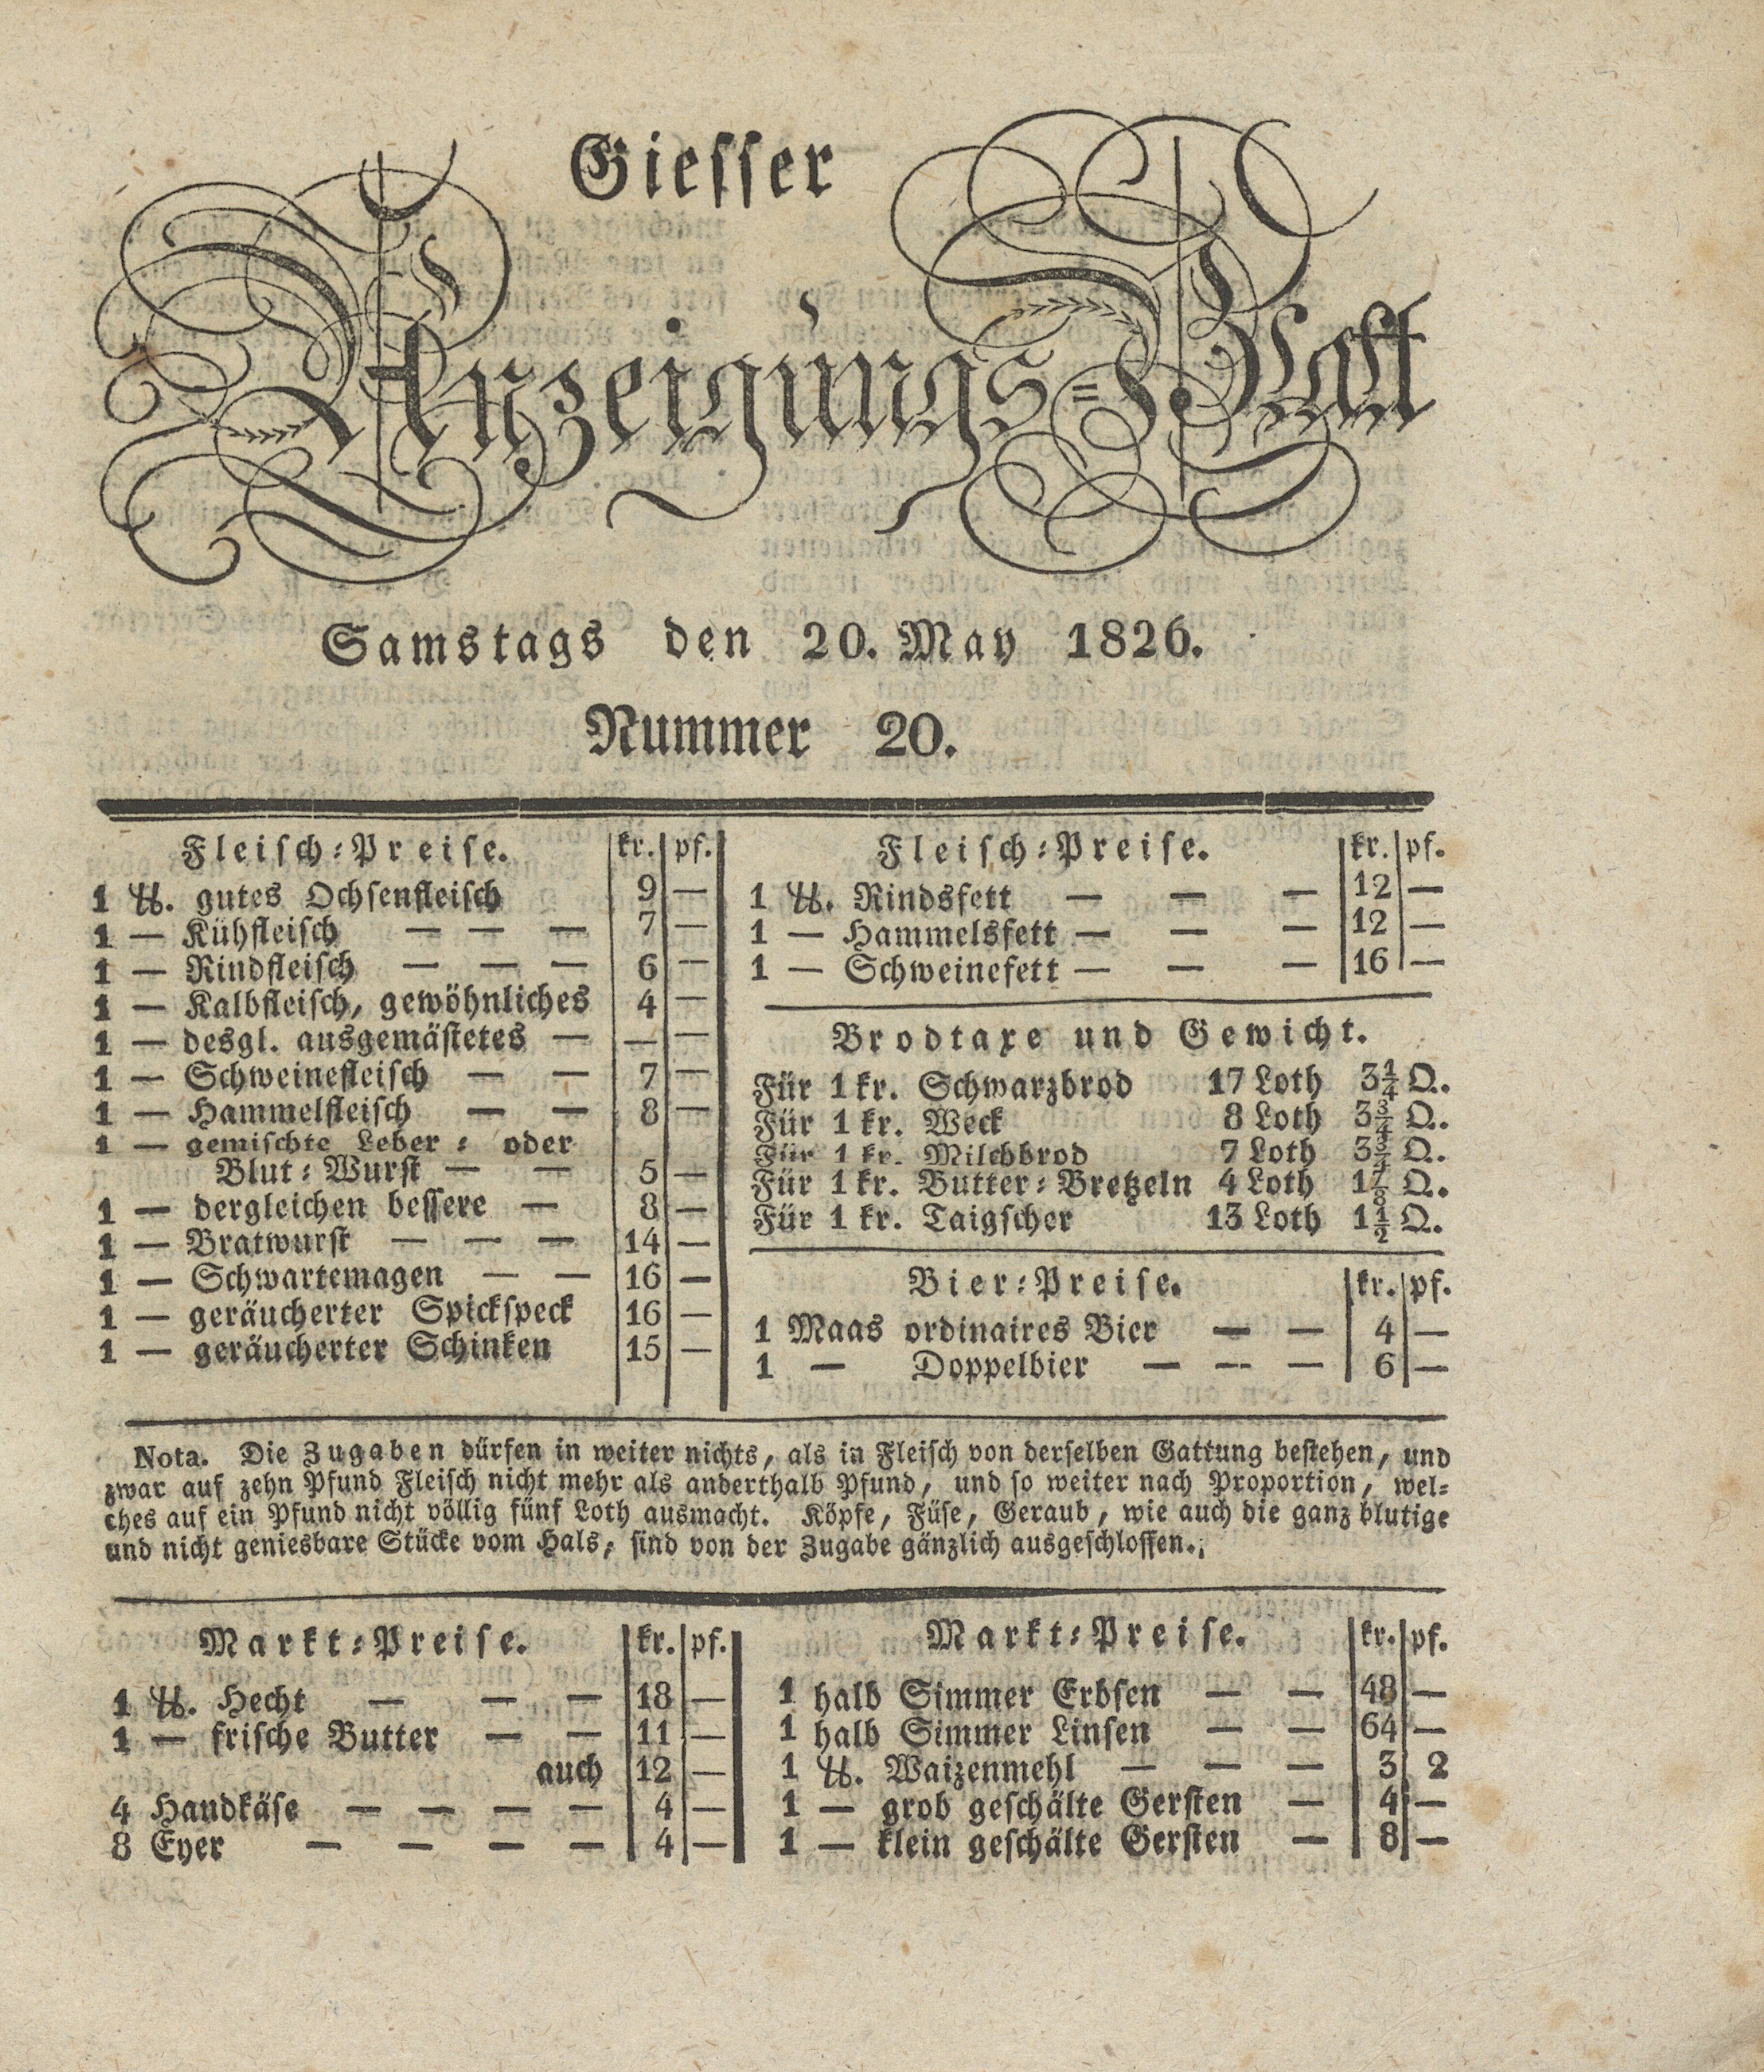 Giesser
Anzeigungs-Blatt
Samstags den 20. May 1826.
Nummer 20.
Fleisch-Preise. kr. pf.
1 ℔. gutes Ochsenfleisch 9 —
1 — Kühfleisch — — — 7 —
1 — Rindfleisch — — — 6 —
1 — Kalbfleisch, gewöhnliches 4 —
1 — desgl. ausgemästetes — — —
1 — Schweinefleisch — — 7 —
1 — Hammelfleisch — — 8 —
1 — gemischte Leber- oder
Blut-Wurst — — 5 —
1 — dergleichen bessere — 8 —
1 — Bratwurst — — — 14 —
1 — Schwartemagen — — 16 —
1 — geräucherter Spickspeck 16 —
1 — geräucherter Schinken 15 —
Fleisch-Preise. kr. pf.
1 ℔. Rindsfett — — — 12 —
1 — Hammelsfett — — — 12 —
1 — Schweinefett — — — 16 —
Brodtaxe und Gewicht.
Für 1 kr. Schwarzbrod 17 Loth 3¼ Q.
Für 1 kr. Weck 8 Loth 3¾ Q.
Für 1 kr. Milchbrod 7 Loth 3¾ Q.
Für 1 kr. Butter-Bretzeln 4 Loth 1⅞ Q.
Für 1 kr. Taigscher 13 Loth 1½ Q.
Bier-Preise. kr. pf.
1 Maas ordinaires Bier — — 4 —
1 — Doppelbier — — — 6 —
Nota. Die Zugaben dürfen in weiter nichts, als in Fleisch von derselben Gattung bestehen, und
zwar auf zehn Pfund Fleisch nicht mehr als anderthalb Pfund, und so weiter nach Proportion, wel-
ches auf ein Pfund nicht völlig fünf Loth ausmacht. Köpfe, Füse, Geraub, wie auch die ganz blutige
und nicht geniesbare Stücke vom Hals, sind von der Zugabe gänzlich ausgeschlossen.
Markt-Preise. kr. pf.
1 ℔. Hecht — — — 18 —
1 — frische Butter — — 11 —
auch 12 —
4 Handkäse — — — — 4 —
8 Eyer — — — — 4 —
Markt-Preise. kr. pf.
1 halb Simmer Erbsen — — 48 —
1 halb Simmer Linsen — — 64 —
1 ℔. Waizenmehl — — — 3 2
1 — grob geschälte Gersten — 4 —
1 — klein geschälte Gersten — 8 —